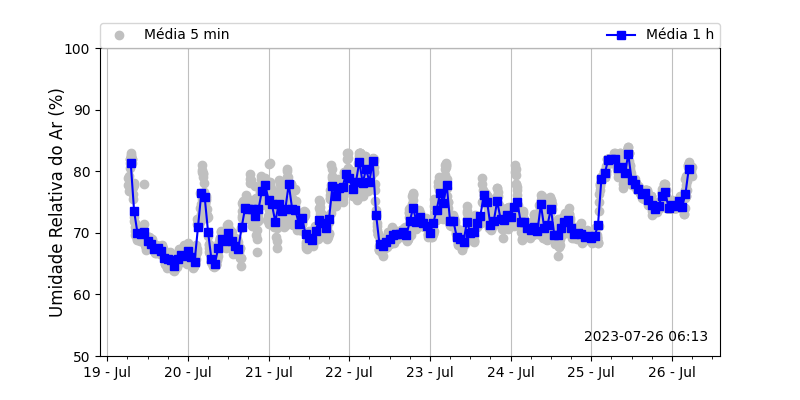 Média 5 min
Média 1 h
Umidade Relativa do Ar (%)
100
90
80
70
60
50
2023-07-26 06:13
19 - Jul
20 - Jul
21 - Jul
22 - Jul
23 - Jul
24 - Jul
25 - Jul
26 - Jul